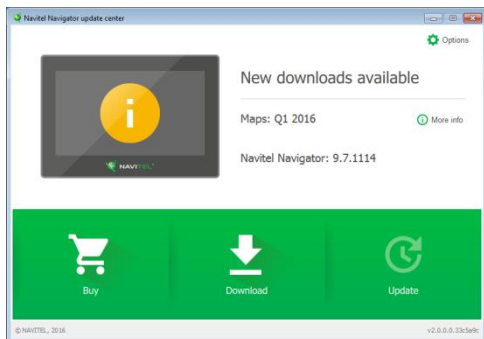 Navitel Navigator update center
Options
New downloads available
Maps: Q1 2016
More info
Navitel Navigator: 9.7.1114
NAVITEL
Buy
Download
Update
© NAVITEL, 2016
v2.0.0.0.33c5e9c